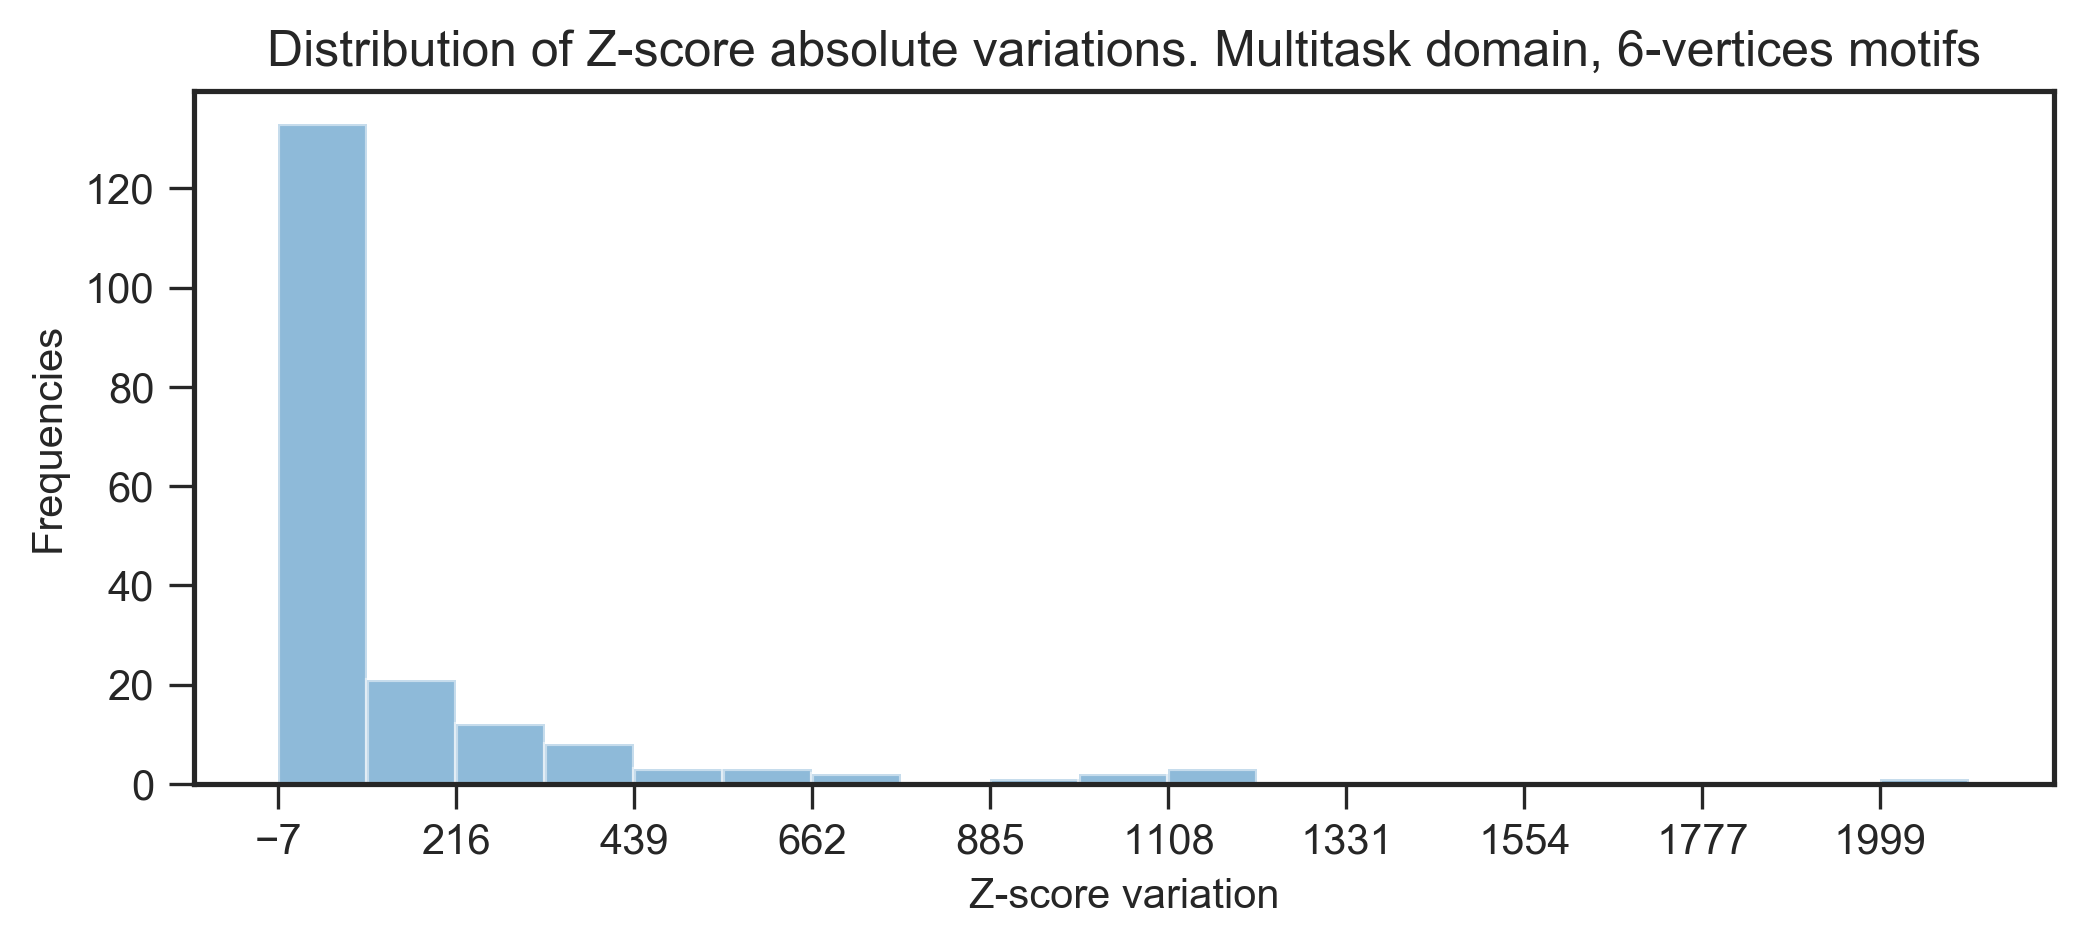 Distribution of Z-score absolute variations. Multitask domain, 6-vertices motifs
120
100
80
60
40
20
0
Frequencies
−7 216 439 662 885 1108 1331 1554 1777 1999
Z-score variation